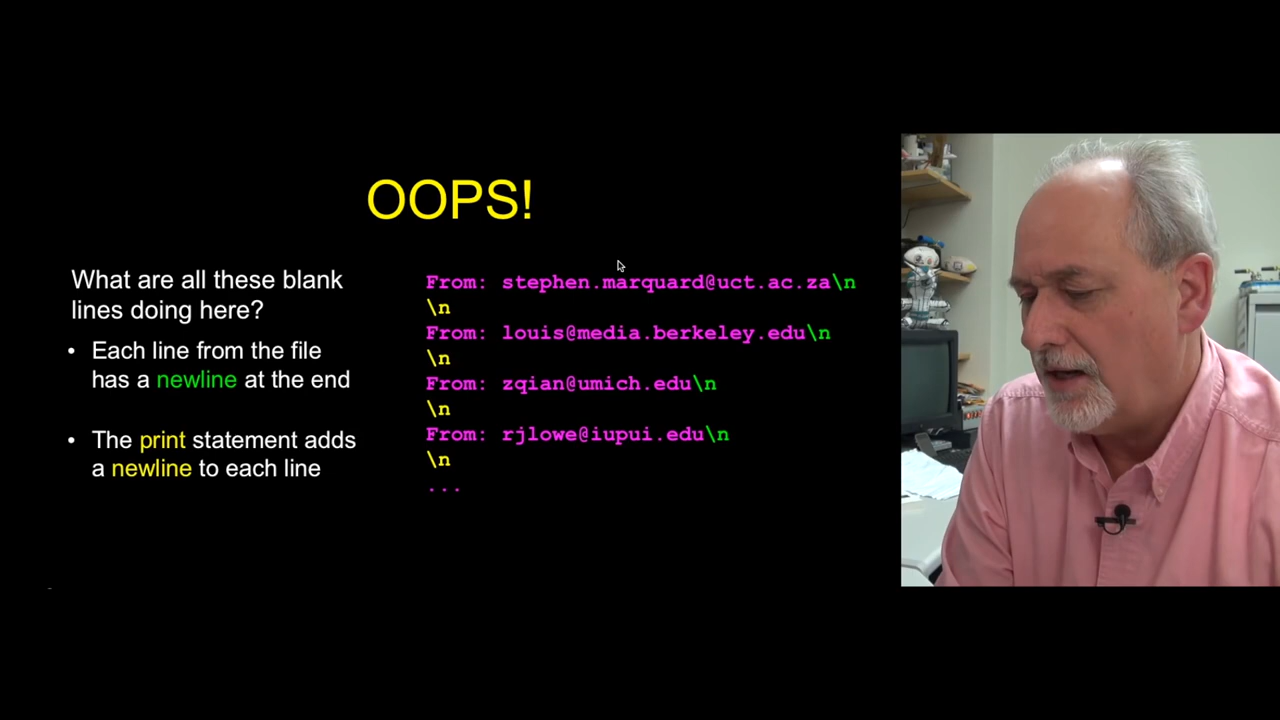 OOPS!
What are all these blank
lines doing here?
• Each line from the file
has a newline at the end
• The print statement adds
a newline to each line
From: stephen.marquard@uct.ac.za\n
\n
From: louis@media.berkeley.edu\n
\n
From: zqian@umich.edu\n
\n
From: rjlowe@iupui.edu\n
\n
...